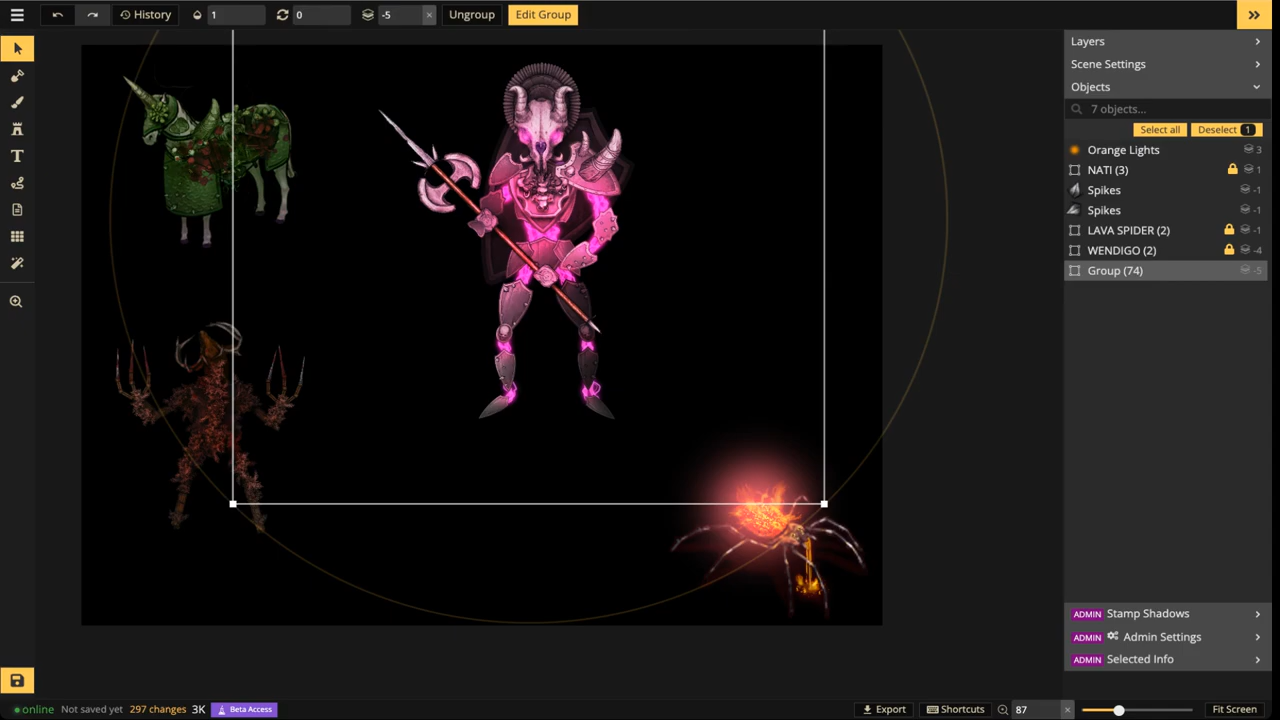 History 1 0 -5 × Ungroup Edit Group
Layers
Scene Settings
Objects
7 objects...
Select all Deselect 1
Orange Lights 3
NATI (3) 1
Spikes -1
Spikes -1
LAVA SPIDER (2) -1
WENDIGO (2) -4
Group (74) -5
ADMIN Stamp Shadows
ADMIN Admin Settings
ADMIN Selected Info
online Not saved yet 297 changes 3K Beta Access Export Shortcuts 87 × Fit Screen